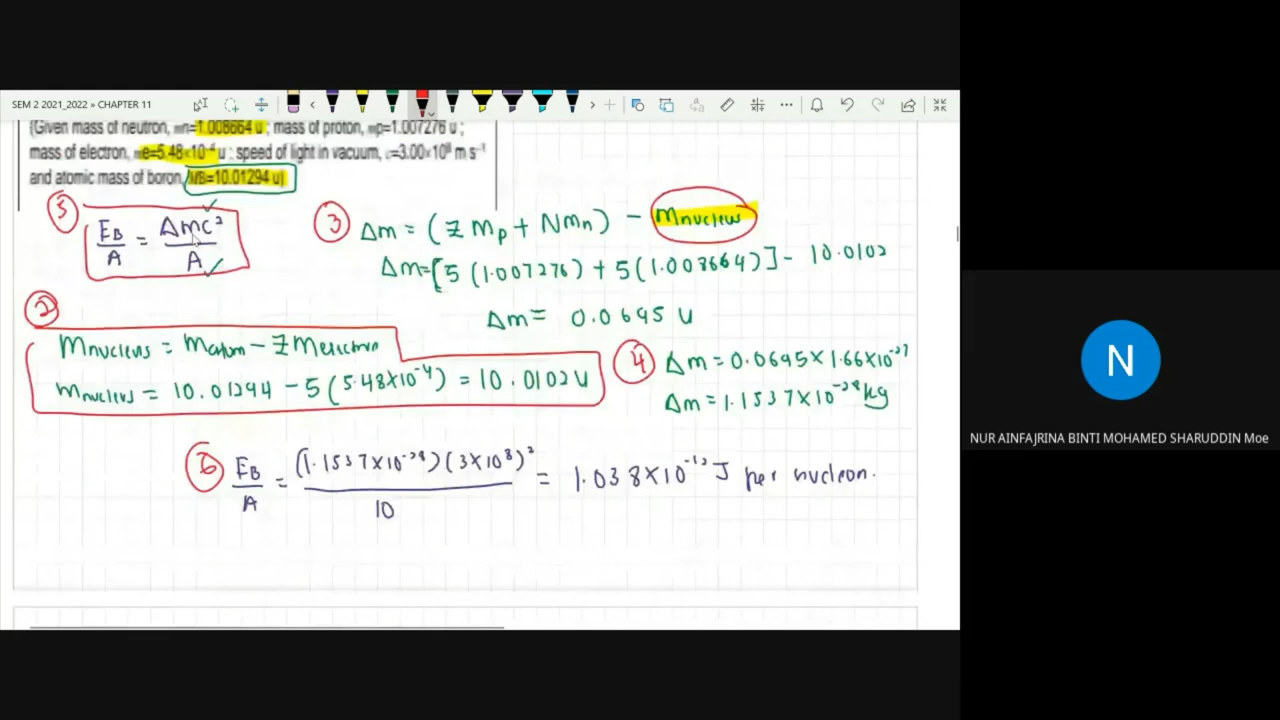 SEM 2 2021_2022 » CHAPTER 11
(Given mass of neutron, mn=1.008664 u ; mass of proton, mp=1.007276 u ;
mass of electron, me=5.48×10⁻⁴ u ; speed of light in vacuum, c=3.00×10⁸ m s⁻¹
and atomic mass of boron, MB=10.01294 u)
⑤ EB/A = Δmc²/A
③ Δm = (Z Mp + Nmn) - Mnucleus
Δm=[5(1.007276) + 5(1.008664)] - 10.0102
Δm = 0.0695 u
②
Mnucleus = Matom - Z Melectron
Mnucleus = 10.01294 - 5(5.48×10⁻⁴) = 10.0102 u
④ Δm = 0.0695 × 1.66×10⁻²⁷
Δm = 1.1537×10⁻²⁸ kg
⑥ EB/A = (1.1537×10⁻²⁸)(3×10⁸)²/10 = 1.038×10⁻¹² J per nucleon.
N
NUR AINFAJRINA BINTI MOHAMED SHARUDDIN Moe